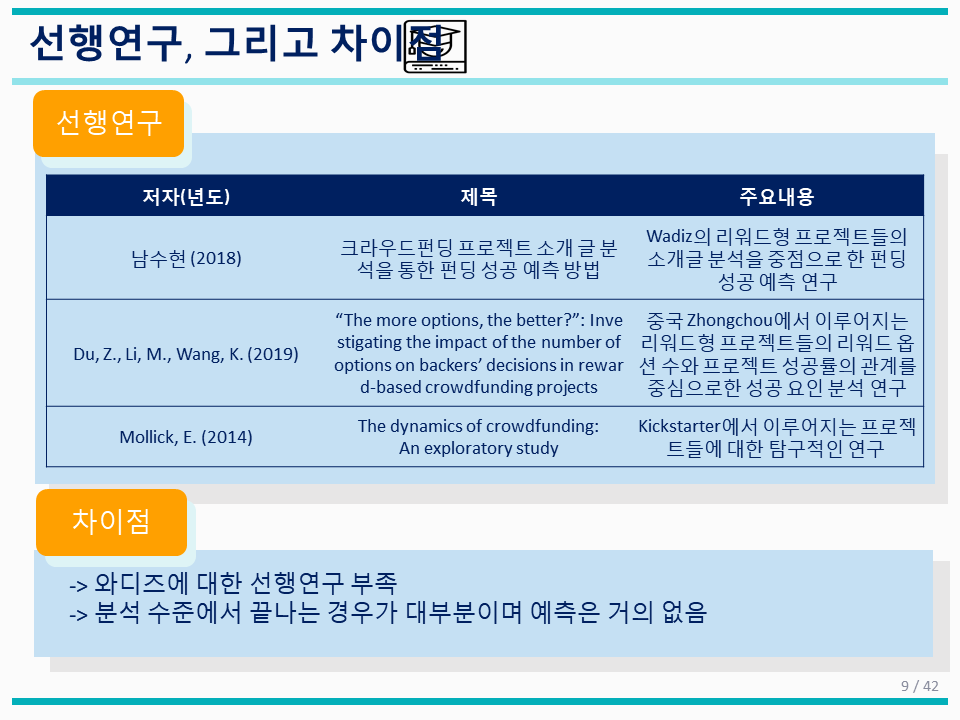 선행연구, 그리고 차이점
선행연구
저자(년도)
제목
주요내용
남수현 (2018)
크라우드펀딩 프로젝트 소개 글 분
석을 통한 펀딩 성공 예측 방법
Wadiz의 리워드형 프로젝트들의
소개글 분석을 중점으로 한 펀딩
성공 예측 연구
Du, Z., Li, M., Wang, K. (2019)
“The more options, the better?”: Inve
stigating the impact of the number of
options on backers’ decisions in rewar
d-based crowdfunding projects
중국 Zhongchou에서 이루어지는
리워드형 프로젝트들의 리워드 옵
션 수와 프로젝트 성공률의 관계를
중심으로한 성공 요인 분석 연구
Mollick, E. (2014)
The dynamics of crowdfunding:
An exploratory study
Kickstarter에서 이루어지는 프로젝
트들에 대한 탐구적인 연구
차이점
-> 와디즈에 대한 선행연구 부족
-> 분석 수준에서 끝나는 경우가 대부분이며 예측은 거의 없음
9 / 42